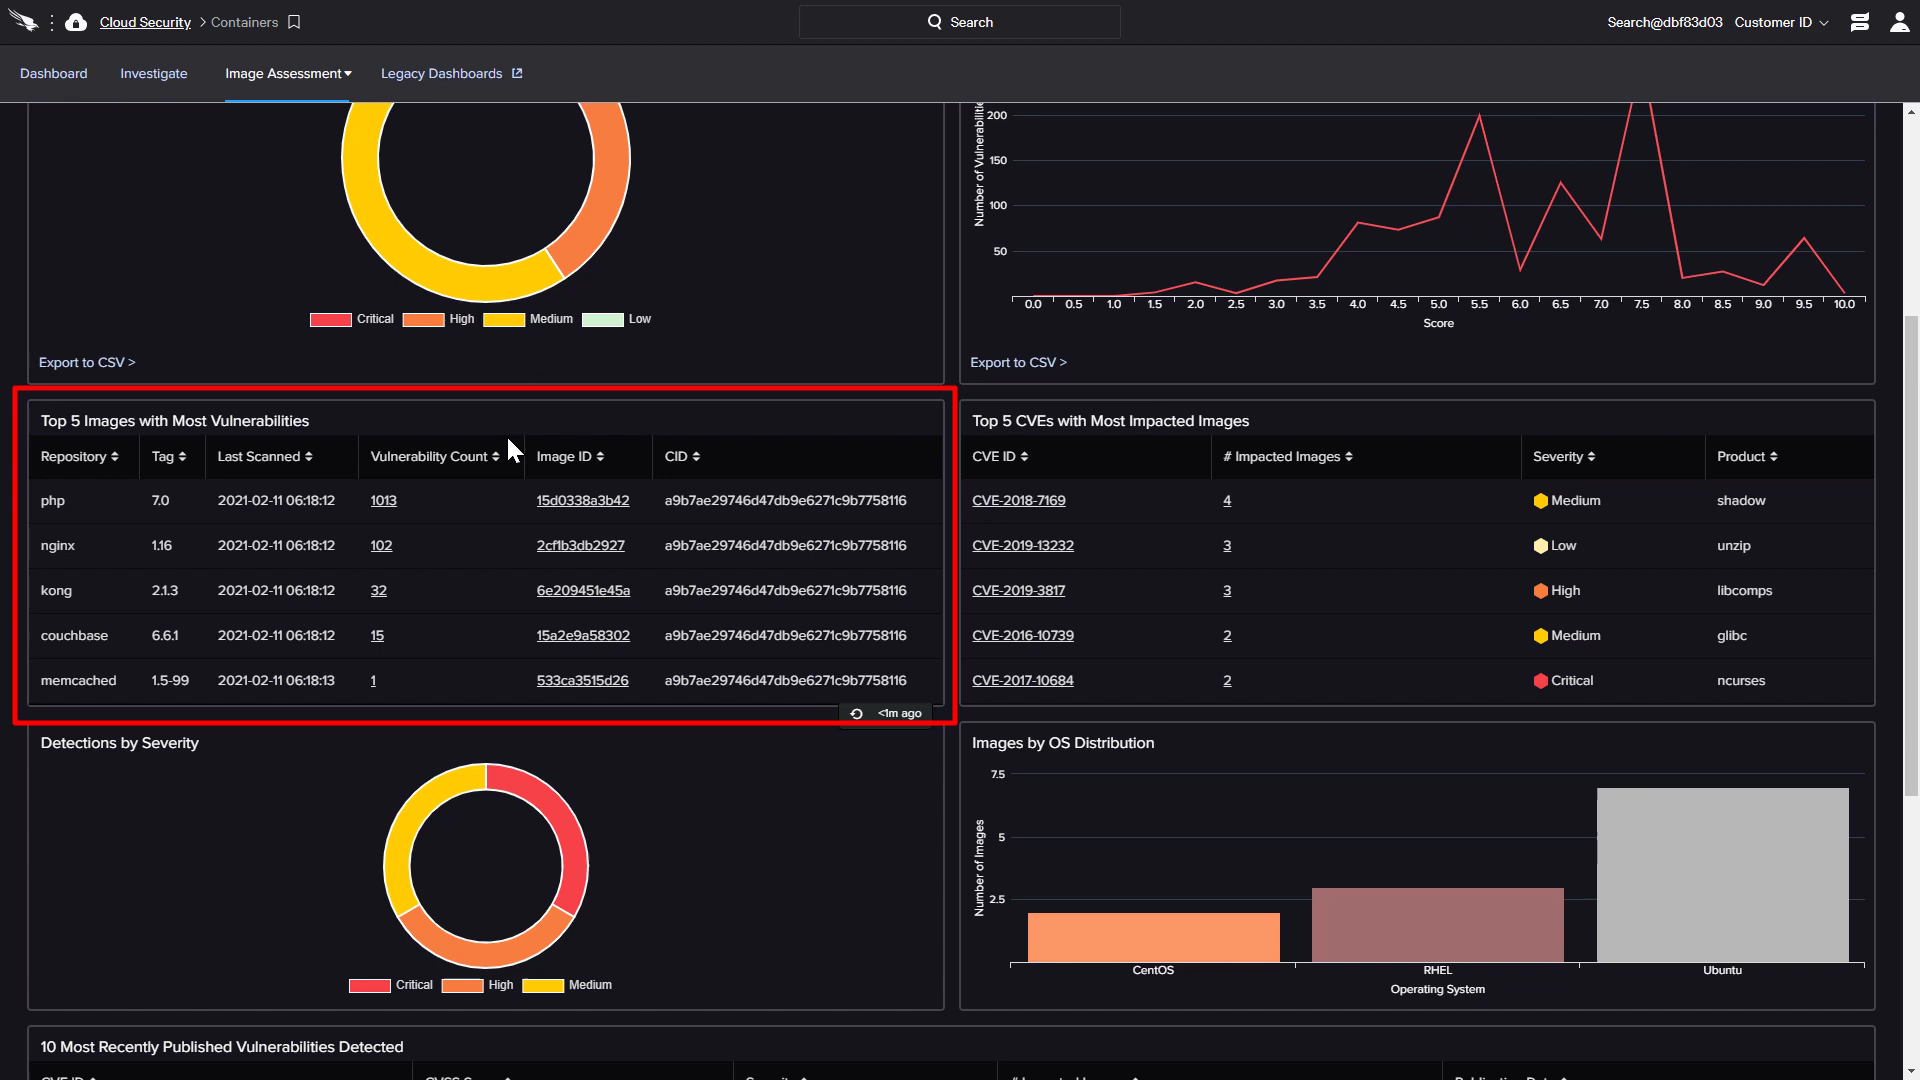 Cloud Security > Containers
Search
Search@dbf83d03 Customer ID
Dashboard Investigate Image Assessment Legacy Dashboards
200
150
100
50
0.0 0.5 1.0 1.5 2.0 2.5 3.0 3.5 4.0 4.5 5.0 5.5 6.0 6.5 7.0 7.5 8.0 8.5 9.0 9.5 10.0
Score
Number of
Critical High Medium Low
Export to CSV >
Export to CSV >
Top 5 Images with Most Vulnerabilities
Repository Tag Last Scanned Vulnerability Count Image ID CID
php 7.0 2021-02-11 06:18:12 1013 15d0338a3b42 a9b7ae29746d47db9e6271c9b7758116
nginx 1.16 2021-02-11 06:18:12 102 2cf1b3db2927 a9b7ae29746d47db9e6271c9b7758116
kong 2.1.3 2021-02-11 06:18:12 32 6e209451e45a a9b7ae29746d47db9e6271c9b7758116
couchbase 6.6.1 2021-02-11 06:18:12 15 15a2e9a58302 a9b7ae29746d47db9e6271c9b7758116
memcached 1.5-99 2021-02-11 06:18:13 1 533ca3515d26 a9b7ae29746d47db9e6271c9b7758116
<1m ago
Top 5 CVEs with Most Impacted Images
CVE ID # Impacted Images Severity Product
CVE-2018-7169 4 Medium shadow
CVE-2019-13232 3 Low unzip
CVE-2019-3817 3 High libcomps
CVE-2016-10739 2 Medium glibc
CVE-2017-10684 2 Critical ncurses
Detections by Severity
Critical High Medium
Images by OS Distribution
7.5
5
2.5
Number of Images
CentOS RHEL Ubuntu
Operating System
10 Most Recently Published Vulnerabilities Detected